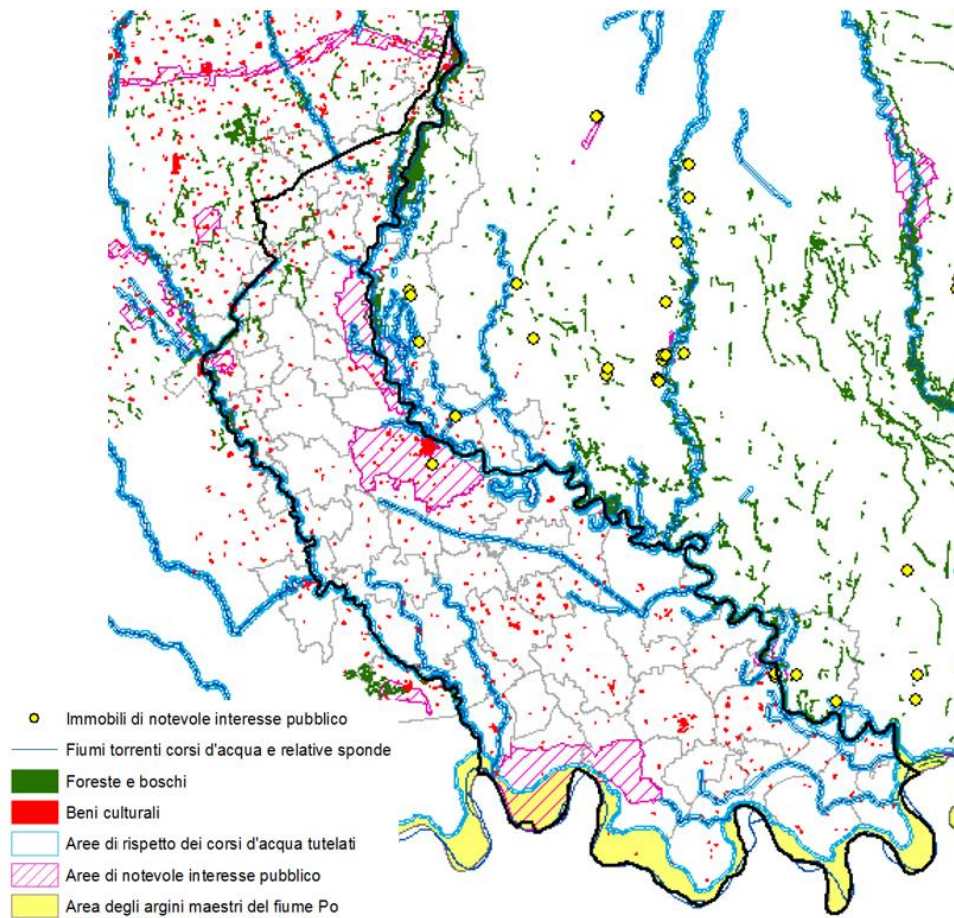 Immobili di notevole interesse pubblico
Fiumi torrenti corsi d'acqua e relative sponde
Foreste e boschi
Beni culturali
Aree di rispetto dei corsi d'acqua tutelati
Aree di notevole interesse pubblico
Area degli argini maestri del fiume Po